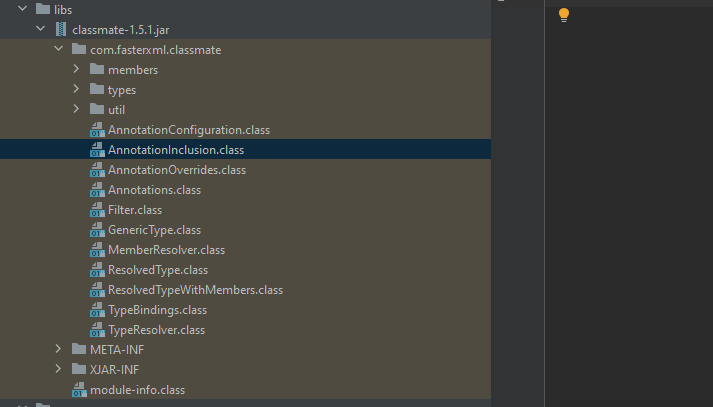 libs
classmate-1.5.1.jar
com.fasterxml.classmate
members
types
util
AnnotationConfiguration.class
AnnotationInclusion.class
AnnotationOverrides.class
Annotations.class
Filter.class
GenericType.class
MemberResolver.class
ResolvedType.class
ResolvedTypeWithMembers.class
TypeBindings.class
TypeResolver.class
META-INF
XJAR-INF
module-info.class